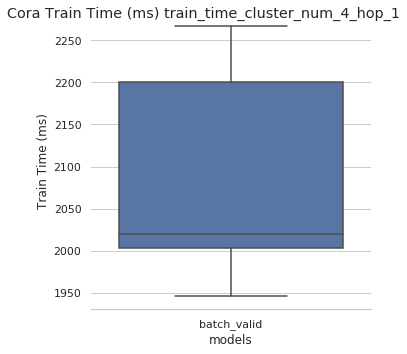 Cora Train Time (ms) train_time_cluster_num_4_hop_1
2250
2200
2150
2100
2050
2000
1950
Train Time (ms)
batch_valid
models